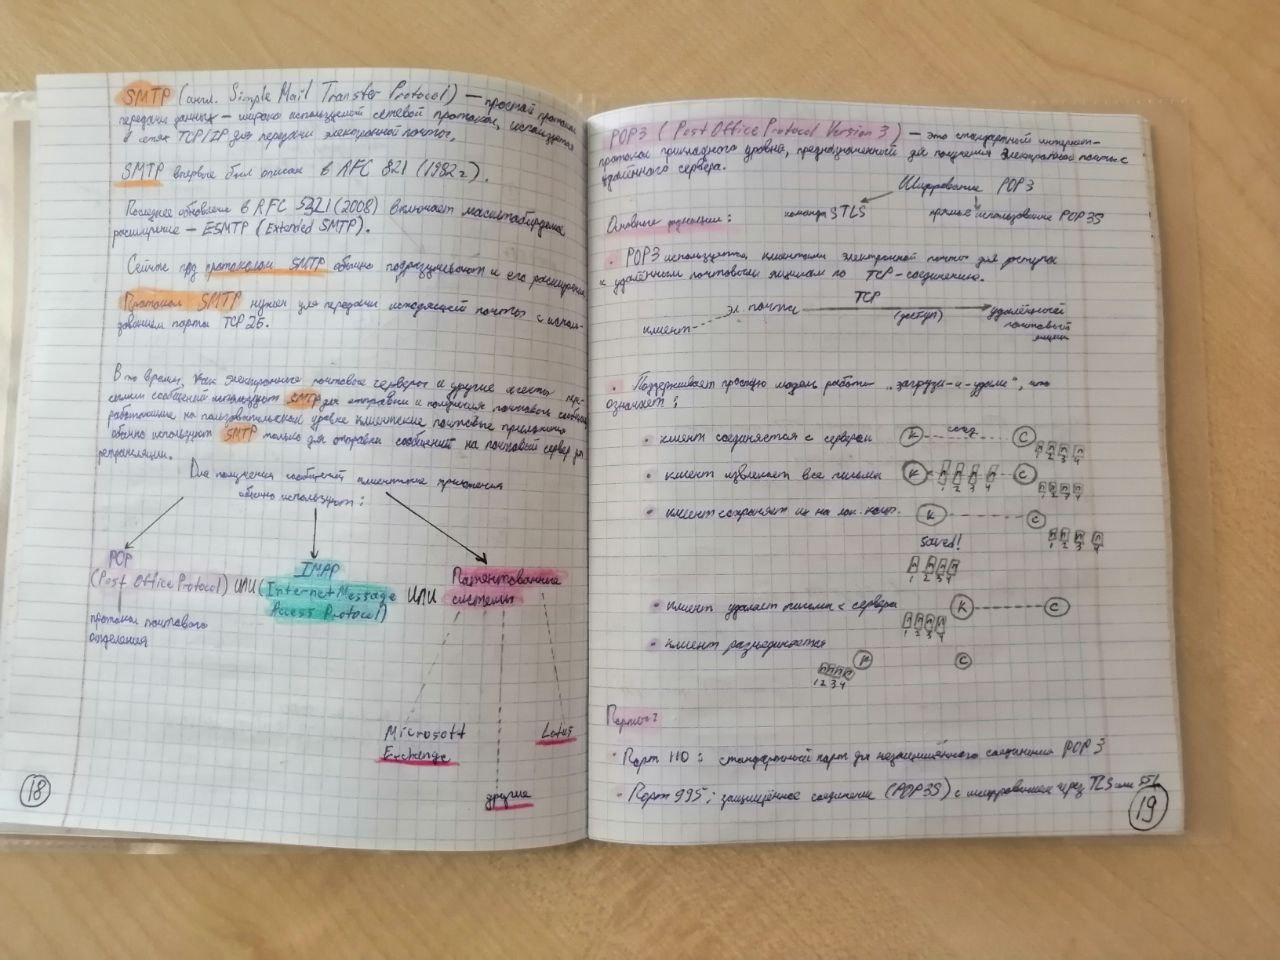 SMTP (англ. Simple Mail Transfer Protocol) — простой протокол
передачи данных — широко используемый сетевой протокол, используется
в сетях TCP/IP для передачи электронной почты.
SMTP впервые был описан в RFC 821 (1982 г).
Последнее обновление в RFC 5321 (2008) включает масштабируемое
расширение — ESMTP (Extended SMTP).
Сейчас под протоколом SMTP обычно подразумевают и его расширения
Протокол SMTP нужен для передачи исходящей почты с исполь-
зованием порта TCP 25.
В то время, как электронные почтовые серверы и другие агенты пере-
сылки сообщений используют SMTP для отправки и получения почтовых сообщений
работающие на пользовательском уровне клиентские почтовые приложения
обычно используют SMTP только для отправки сообщений на почтовый сервер для
ретрансляции.
Для получения сообщений клиентские приложения
обычно используют:
POP
(Post Office Protocol) или
протокол почтового
отделения
IMAP
(Internet Message
Access Protocol)
или
Патентованные
системы
Microsoft
Exchange
другие
Lotus
18
POP3 (Post Office Protocol Version 3) — это стандартный интернет-
протокол прикладного уровня, предназначенный для получения электронной почты с
удалённого сервера.
Шифрование POP3
команда STLS
прямое использование POP3S
Основные функции:
· POP3 используется клиентами электронной почты для доступа
к удалённым почтовым ящикам по TCP-соединению.
клиент
эл. почта
TCP
(доступ)
удалённый
почтовый
ящик
· Поддерживает простую модель работы „загрузи-и-удали“, что
означает:
· клиент соединяется с сервером
К соед. С
1 2 3 4
· клиент извлекает все письма
К С
1 2 3 4
· клиент сохраняет их на лок. комп.
К С
1 2 3 4
saved!
· клиент удаляет письма с сервера
К С
1 2 3 4
· клиент разъединяется
К С
1 2 3 4
Порты:
· Порт 110: стандартный порт для незащищённого соединения POP3
· Порт 995: защищённое соединение (POP3S) с шифрованием через TLS или SSL
19